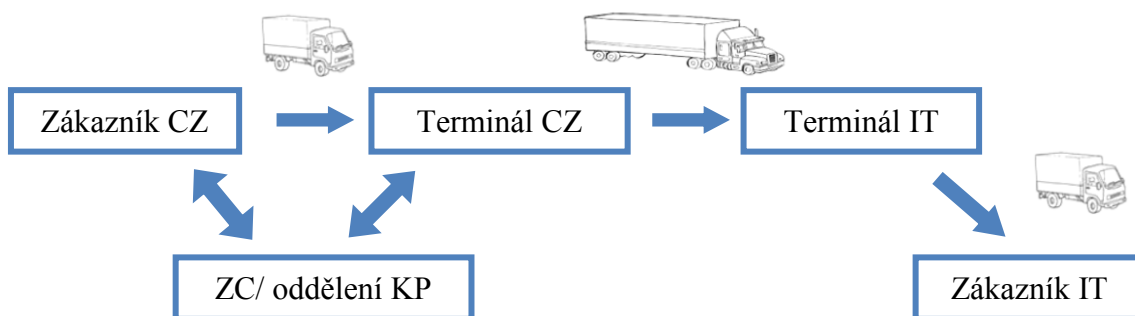 Zákazník CZ
Terminál CZ
Terminál IT
ZC/ oddělení KP
Zákazník IT